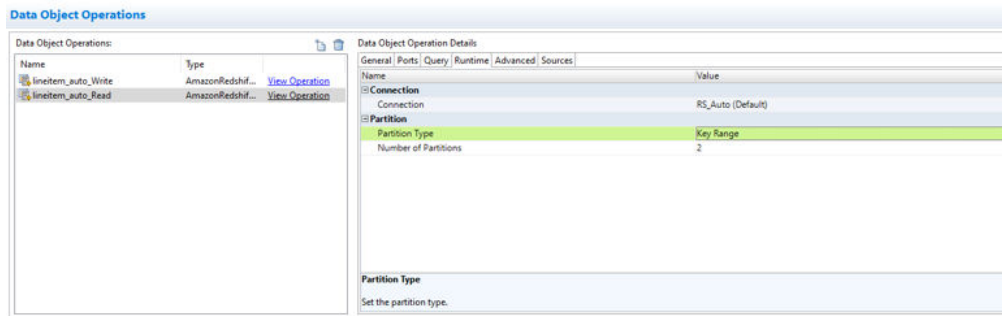 Data Object Operations
Data Object Operations:
Name Type
lineitem_auto_Write AmazonRedshif... View Operation
lineitem_auto_Read AmazonRedshif... View Operation
Data Object Operation Details
General Ports Query Runtime Advanced Sources
Name Value
Connection
Connection RS_Auto (Default)
Partition
Partition Type Key Range
Number of Partitions 2
Partition Type
Set the partition type.